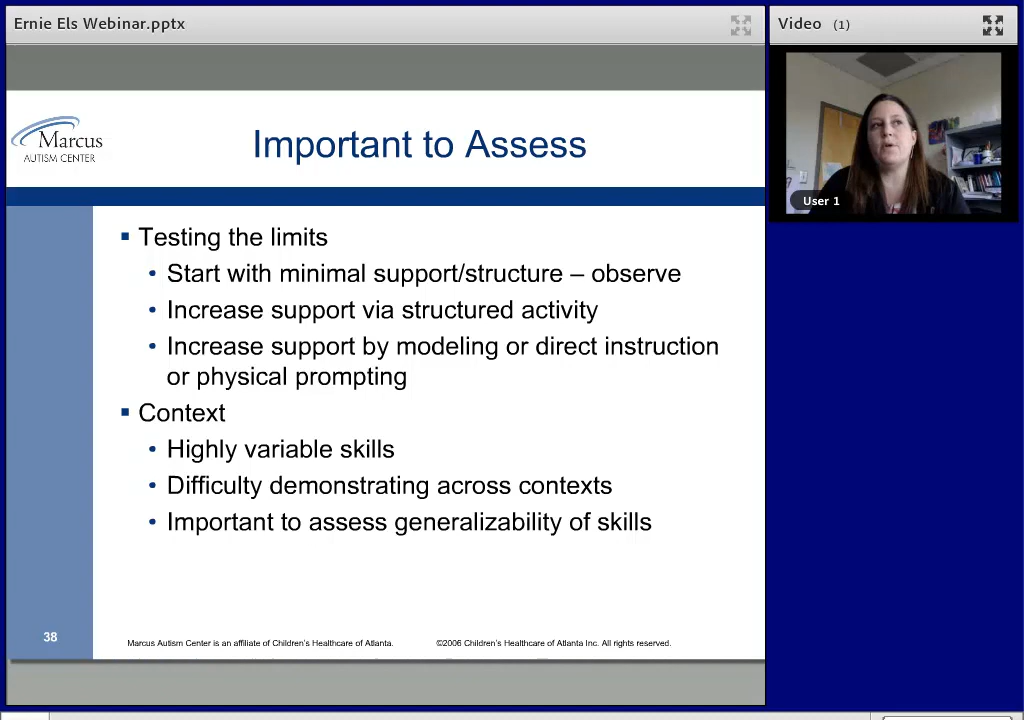 Ernie Els Webinar.pptx
Video (1)
User 1
Marcus
AUTISM CENTER
Important to Assess
▪ Testing the limits
• Start with minimal support/structure – observe
• Increase support via structured activity
• Increase support by modeling or direct instruction
or physical prompting
▪ Context
• Highly variable skills
• Difficulty demonstrating across contexts
• Important to assess generalizability of skills
38
Marcus Autism Center is an affiliate of Children's Healthcare of Atlanta. ©2006 Children's Healthcare of Atlanta Inc. All rights reserved.